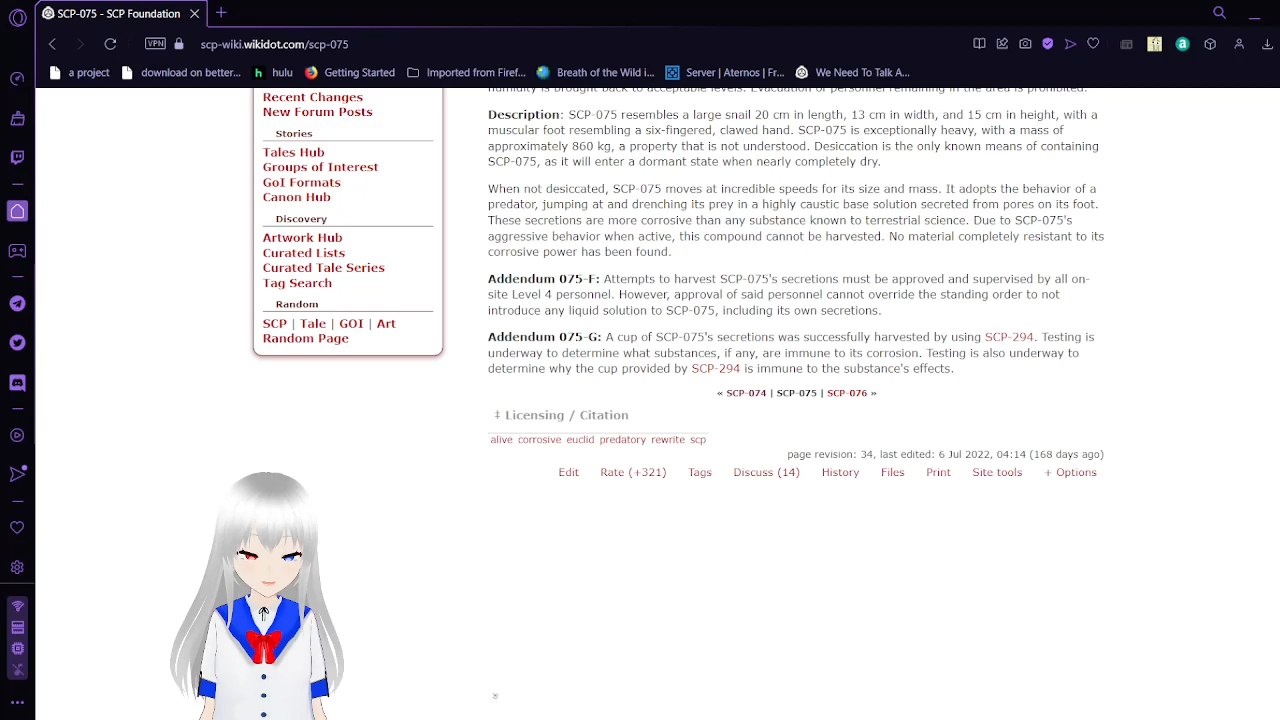 SCP-075 - SCP Foundation
VPN
scp-wiki.wikidot.com/scp-075
a project
download on better...
hulu
Getting Started
Imported from Firef...
Breath of the Wild i...
Server | Aternos | Fr...
We Need To Talk A...
Recent Changes
New Forum Posts
Stories
Tales Hub
Groups of Interest
GoI Formats
Canon Hub
Discovery
Artwork Hub
Curated Lists
Curated Tale Series
Tag Search
Random
SCP | Tale | GOI | Art
Random Page
humidity is brought back to acceptable levels. Evacuation of personnel remaining in the area is prohibited.
Description: SCP-075 resembles a large snail 20 cm in length, 13 cm in width, and 15 cm in height, with a
muscular foot resembling a six-fingered, clawed hand. SCP-075 is exceptionally heavy, with a mass of
approximately 860 kg, a property that is not understood. Desiccation is the only known means of containing
SCP-075, as it will enter a dormant state when nearly completely dry.
When not desiccated, SCP-075 moves at incredible speeds for its size and mass. It adopts the behavior of a
predator, jumping at and drenching its prey in a highly caustic base solution secreted from pores on its foot.
These secretions are more corrosive than any substance known to terrestrial science. Due to SCP-075's
aggressive behavior when active, this compound cannot be harvested. No material completely resistant to its
corrosive power has been found.
Addendum 075-F: Attempts to harvest SCP-075's secretions must be approved and supervised by all on-
site Level 4 personnel. However, approval of said personnel cannot override the standing order to not
introduce any liquid solution to SCP-075, including its own secretions.
Addendum 075-G: A cup of SCP-075's secretions was successfully harvested by using SCP-294. Testing is
underway to determine what substances, if any, are immune to its corrosion. Testing is also underway to
determine why the cup provided by SCP-294 is immune to the substance's effects.
« SCP-074 | SCP-075 | SCP-076 »
‡ Licensing / Citation
alive corrosive euclid predatory rewrite scp
page revision: 34, last edited: 6 Jul 2022, 04:14 (168 days ago)
Edit Rate (+321) Tags Discuss (14) History Files Print Site tools + Options